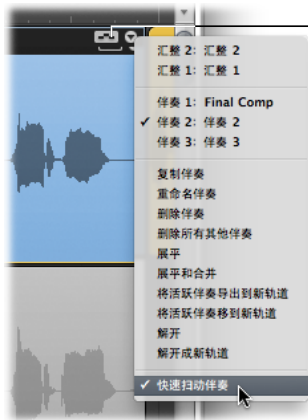 汇整 2: 汇整 2
汇整 1: 汇整 1
伴奏 1: Final Comp
✓ 伴奏 2: 伴奏 2
伴奏 3: 伴奏 3
复制伴奏
重命名伴奏
删除伴奏
删除所有其他伴奏
展平
展平和合并
将活跃伴奏导出到新轨道
将活跃伴奏移到新轨道
解开
解开成新轨道
✓ 快速扫动伴奏